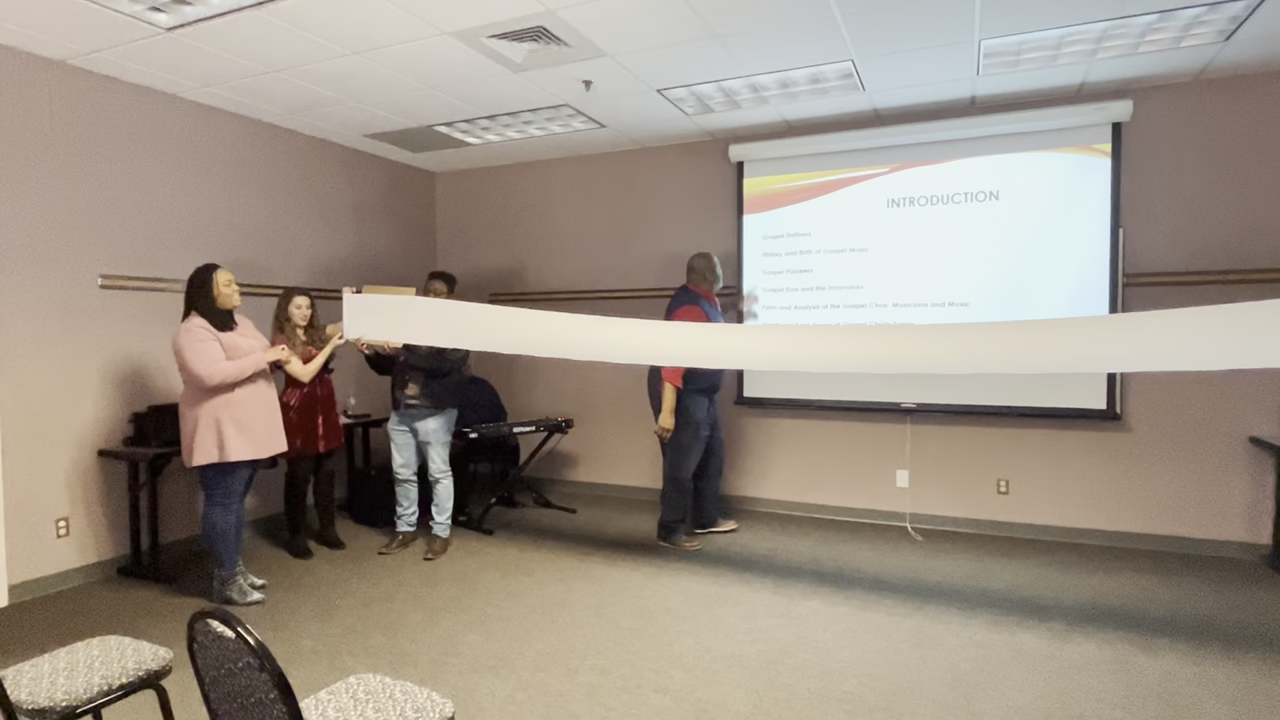 INTRODUCTION
Gospel Defined
History and Birth of Gospel Music
Gospel Pioneers
Gospel Eras and the Innovators
Form and Analysis of the Gospel Choir, Musicians and Music
Roland